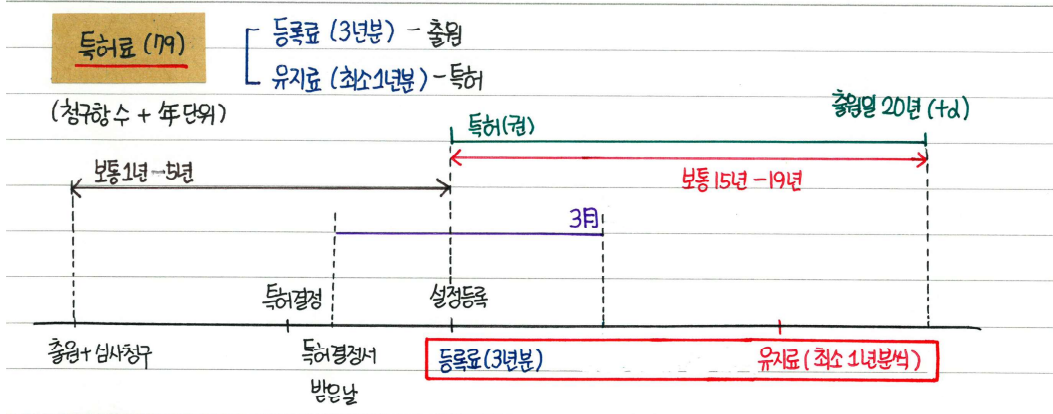 특허료 (79)
등록료 (3년분) - 출원
유지료 (최소1년분) - 특허
(청구항 수 + 年 단위)
특허(권)
출원일 20년 (+α)
보통 1년-5년
보통 15년 - 19년
3月
특허결정
설정등록
출원+심사청구
특허결정서
받은날
등록료(3년분)
유지료 (최소 1년분씩)